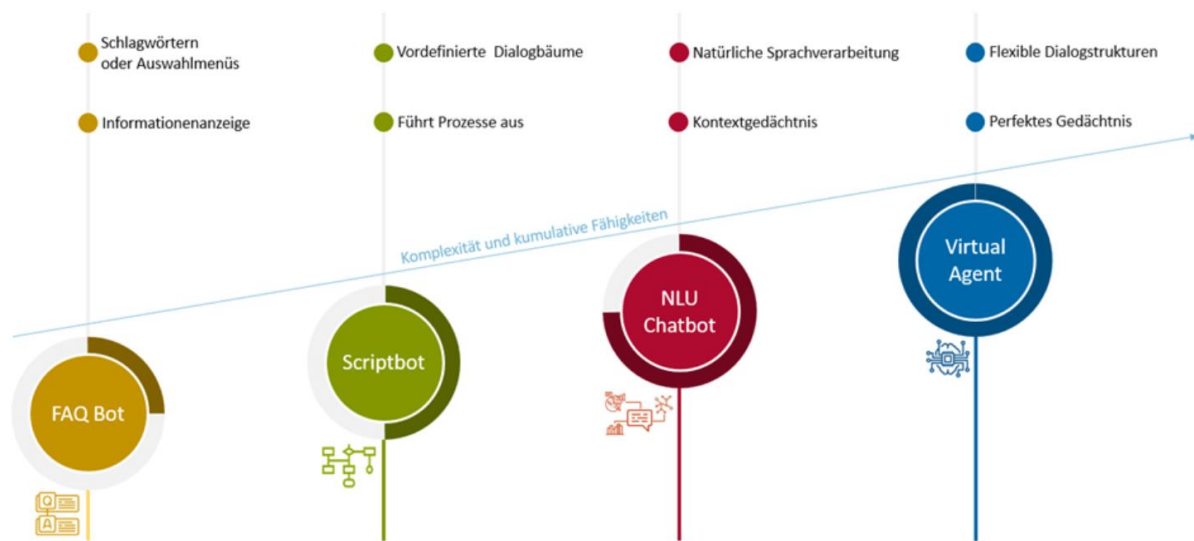 Schlagwörtern
oder Auswahlmenüs
Informationenanzeige
Vordefinierte Dialogbäume
Führt Prozesse aus
Natürliche Sprachverarbeitung
Kontextgedächtnis
Flexible Dialogstrukturen
Perfektes Gedächtnis
Komplexität und kumulative Fähigkeiten
FAQ Bot
Q
A
Scriptbot
NLU
Chatbot
Virtual
Agent